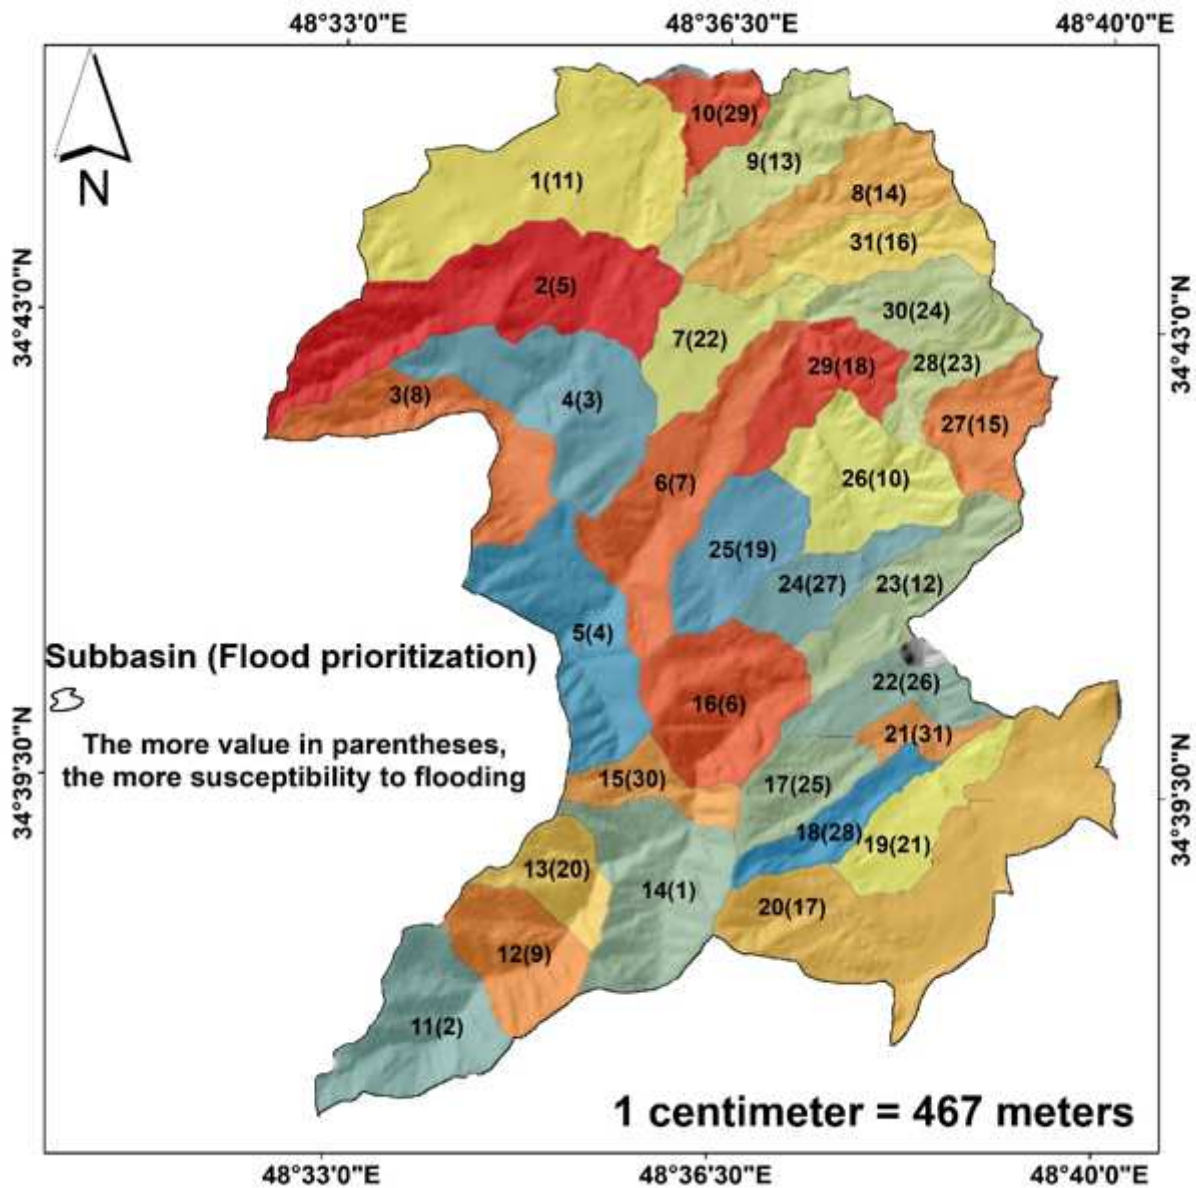 48°33'0"E 48°36'30"E 48°40'0"E
N
10(29)
9(13)
1(11)
8(14)
31(16)
34°43'0"N
2(5)
30(24)
34°43'0"N
7(22)
28(23)
29(18)
3(8)
4(3)
27(15)
26(10)
6(7)
25(19)
24(27)
23(12)
5(4)
Subbasin (Flood prioritization)
22(26)
16(6)
21(31)
The more value in parentheses,
the more susceptibility to flooding
15(30)
17(25)
34°39'30"N
34°39'30"N
18(28)
19(21)
13(20)
14(1)
20(17)
12(9)
11(2)
1 centimeter = 467 meters
48°33'0"E 48°36'30"E 48°40'0"E